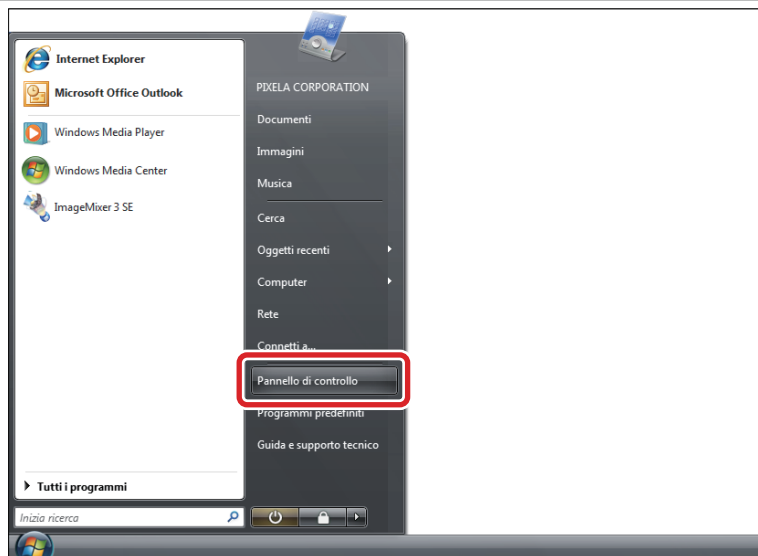 Internet Explorer
Microsoft Office Outlook
Windows Media Player
Windows Media Center
ImageMixer 3 SE
Tutti i programmi
Inizia ricerca
PIXELA CORPORATION
Documenti
Immagini
Musica
Cerca
Oggetti recenti
Computer
Rete
Connetti a...
Pannello di controllo
Programmi predefiniti
Guida e supporto tecnico